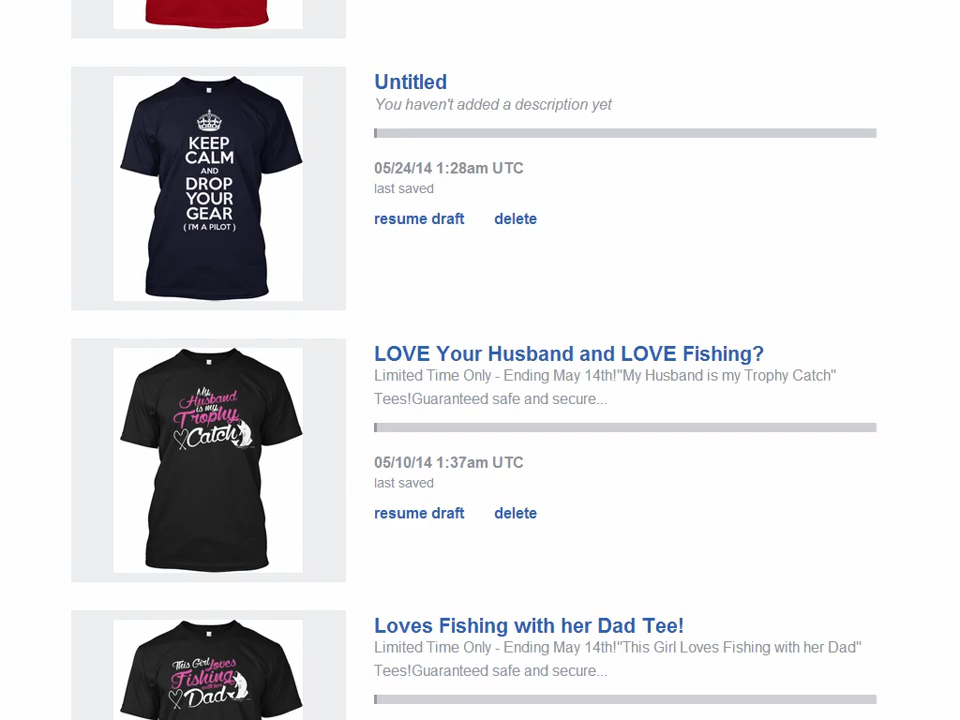 KEEP
CALM
AND
DROP
YOUR
GEAR
( I'M A PILOT )
Untitled
You haven't added a description yet
05/24/14 1:28am UTC
last saved
resume draft delete
My
Husband
is my
Trophy
Catch
LOVE Your Husband and LOVE Fishing?
Limited Time Only - Ending May 14th!"My Husband is my Trophy Catch"
Tees!Guaranteed safe and secure...
05/10/14 1:37am UTC
last saved
resume draft delete
This Girl Loves
Fishing
with her
Dad
Loves Fishing with her Dad Tee!
Limited Time Only - Ending May 14th!"This Girl Loves Fishing with her Dad"
Tees!Guaranteed safe and secure...